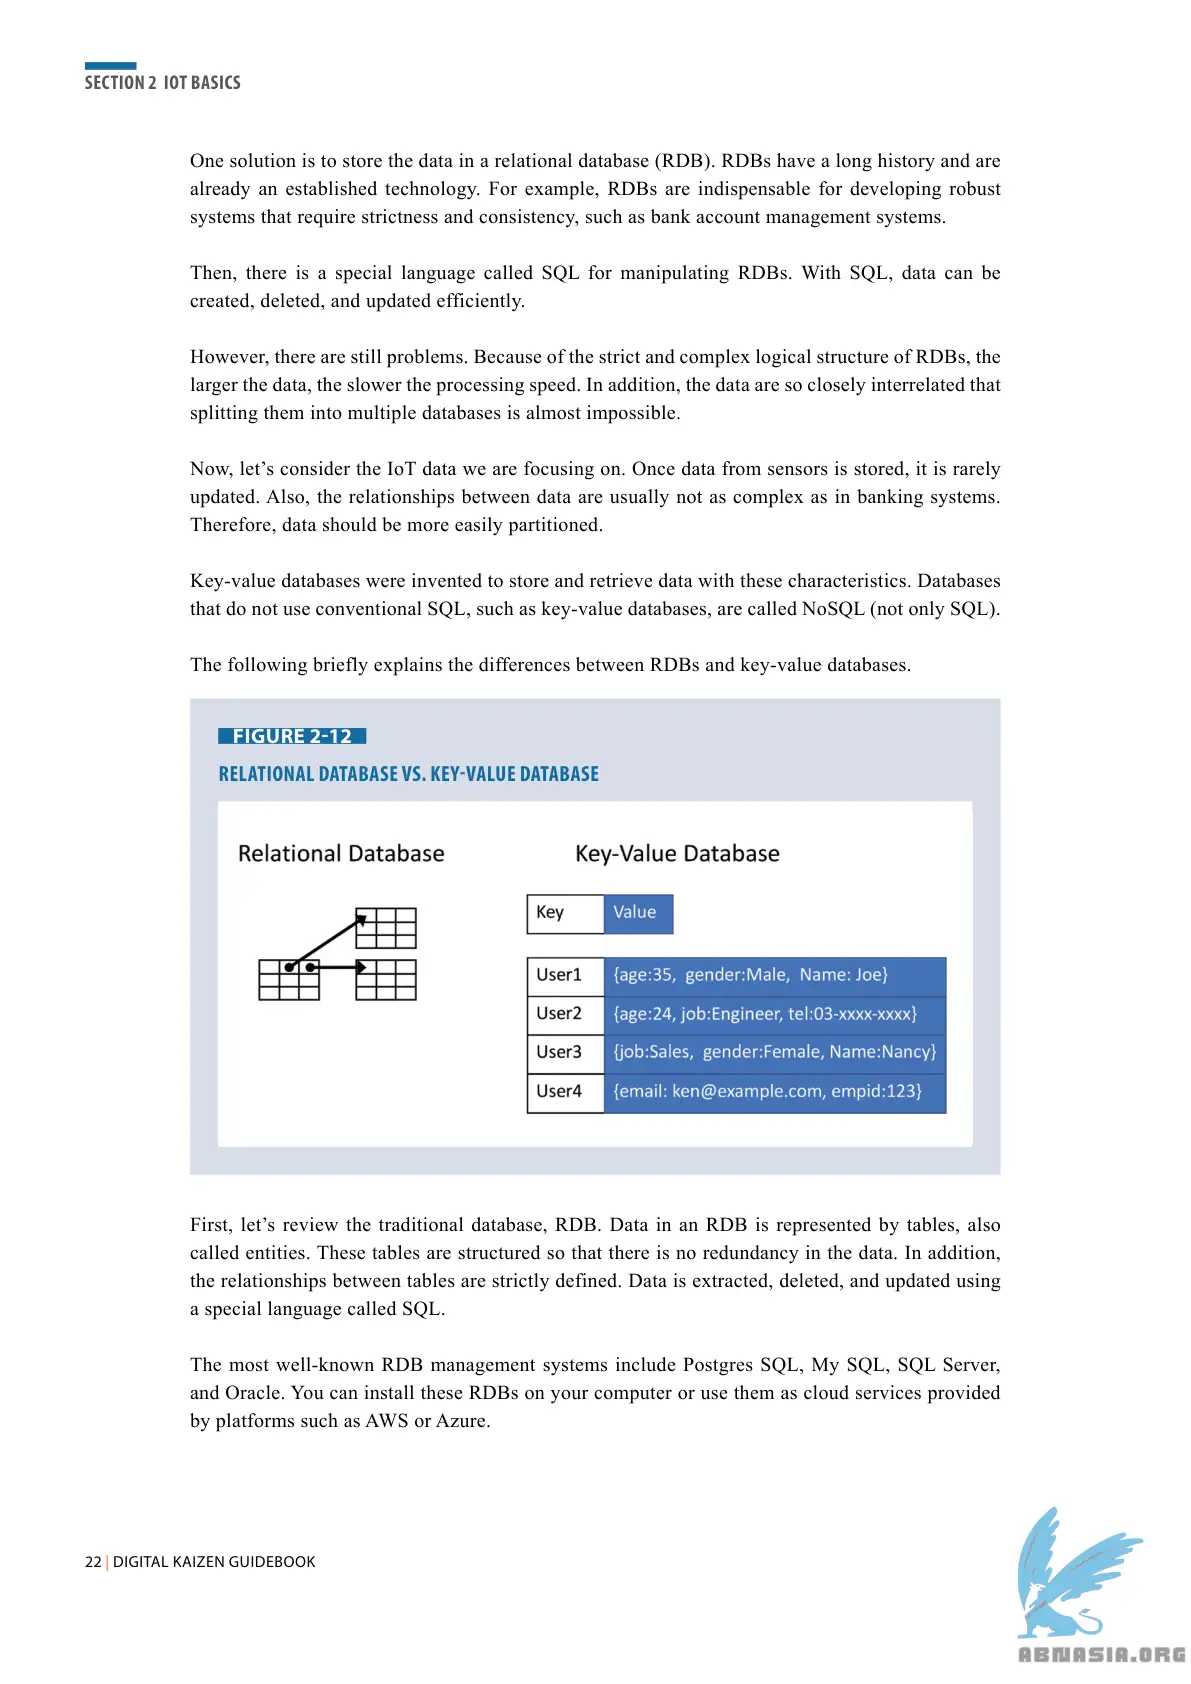 SECTION 2 IOT BASICS
One solution is to store the data in a relational database (RDB). RDBs have a long history and are
already an established technology. For example, RDBs are indispensable for developing robust
systems that require strictness and consistency, such as bank account management systems.
Then, there is a special language called SQL for manipulating RDBs. With SQL, data can be
created, deleted, and updated efficiently.
However, there are still problems. Because of the strict and complex logical structure of RDBs, the
larger the data, the slower the processing speed. In addition, the data are so closely interrelated that
splitting them into multiple databases is almost impossible.
Now, let’s consider the IoT data we are focusing on. Once data from sensors is stored, it is rarely
updated. Also, the relationships between data are usually not as complex as in banking systems.
Therefore, data should be more easily partitioned.
Key-value databases were invented to store and retrieve data with these characteristics. Databases
that do not use conventional SQL, such as key-value databases, are called NoSQL (not only SQL).
The following briefly explains the differences between RDBs and key-value databases.
FIGURE 2-12
RELATIONAL DATABASE VS. KEY-VALUE DATABASE
Relational Database
Key-Value Database
Key Value
User1 {age:35, gender:Male, Name: Joe}
User2 {age:24, job:Engineer, tel:03-xxxx-xxxx}
User3 {job:Sales, gender:Female, Name:Nancy}
User4 {email: ken@example.com, empid:123}
First, let’s review the traditional database, RDB. Data in an RDB is represented by tables, also
called entities. These tables are structured so that there is no redundancy in the data. In addition,
the relationships between tables are strictly defined. Data is extracted, deleted, and updated using
a special language called SQL.
The most well-known RDB management systems include Postgres SQL, My SQL, SQL Server,
and Oracle. You can install these RDBs on your computer or use them as cloud services provided
by platforms such as AWS or Azure.
22 | DIGITAL KAIZEN GUIDEBOOK
ABNASIA.ORG